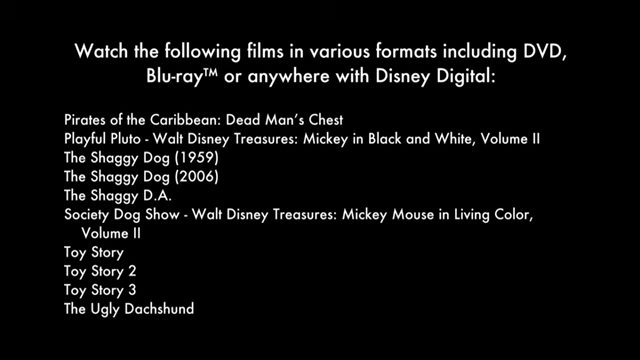 Watch the following films in various formats including DVD,
Blu-ray™ or anywhere with Disney Digital:
Pirates of the Caribbean: Dead Man's Chest
Playful Pluto - Walt Disney Treasures: Mickey in Black and White, Volume II
The Shaggy Dog (1959)
The Shaggy Dog (2006)
The Shaggy D.A.
Society Dog Show - Walt Disney Treasures: Mickey Mouse in Living Color,
Volume II
Toy Story
Toy Story 2
Toy Story 3
The Ugly Dachshund